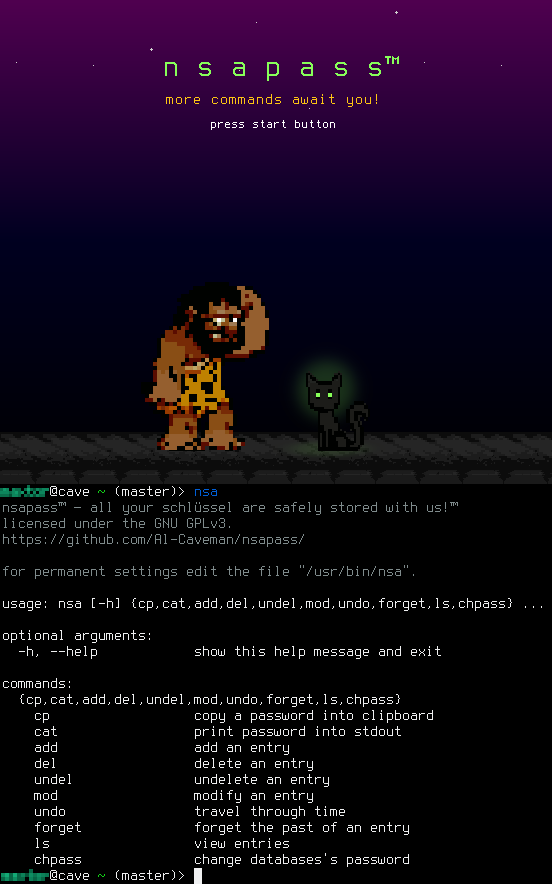 n s a p a s s™
more commands await you!
press start button
@cave ~ (master)> nsa
nsapass™ – all your schlüssel are safely stored with us!™
licensed under the GNU GPLv3.
https://github.com/Al-Caveman/nsapass/
for permanent settings edit the file "/usr/bin/nsa".
usage: nsa [-h] {cp,cat,add,del,undel,mod,undo,forget,ls,chpass} ...
optional arguments:
-h, --help show this help message and exit
commands:
{cp,cat,add,del,undel,mod,undo,forget,ls,chpass}
cp copy a password into clipboard
cat print password into stdout
add add an entry
del delete an entry
undel undelete an entry
mod modify an entry
undo travel through time
forget forget the past of an entry
ls view entries
chpass change databases's password
@cave ~ (master)>